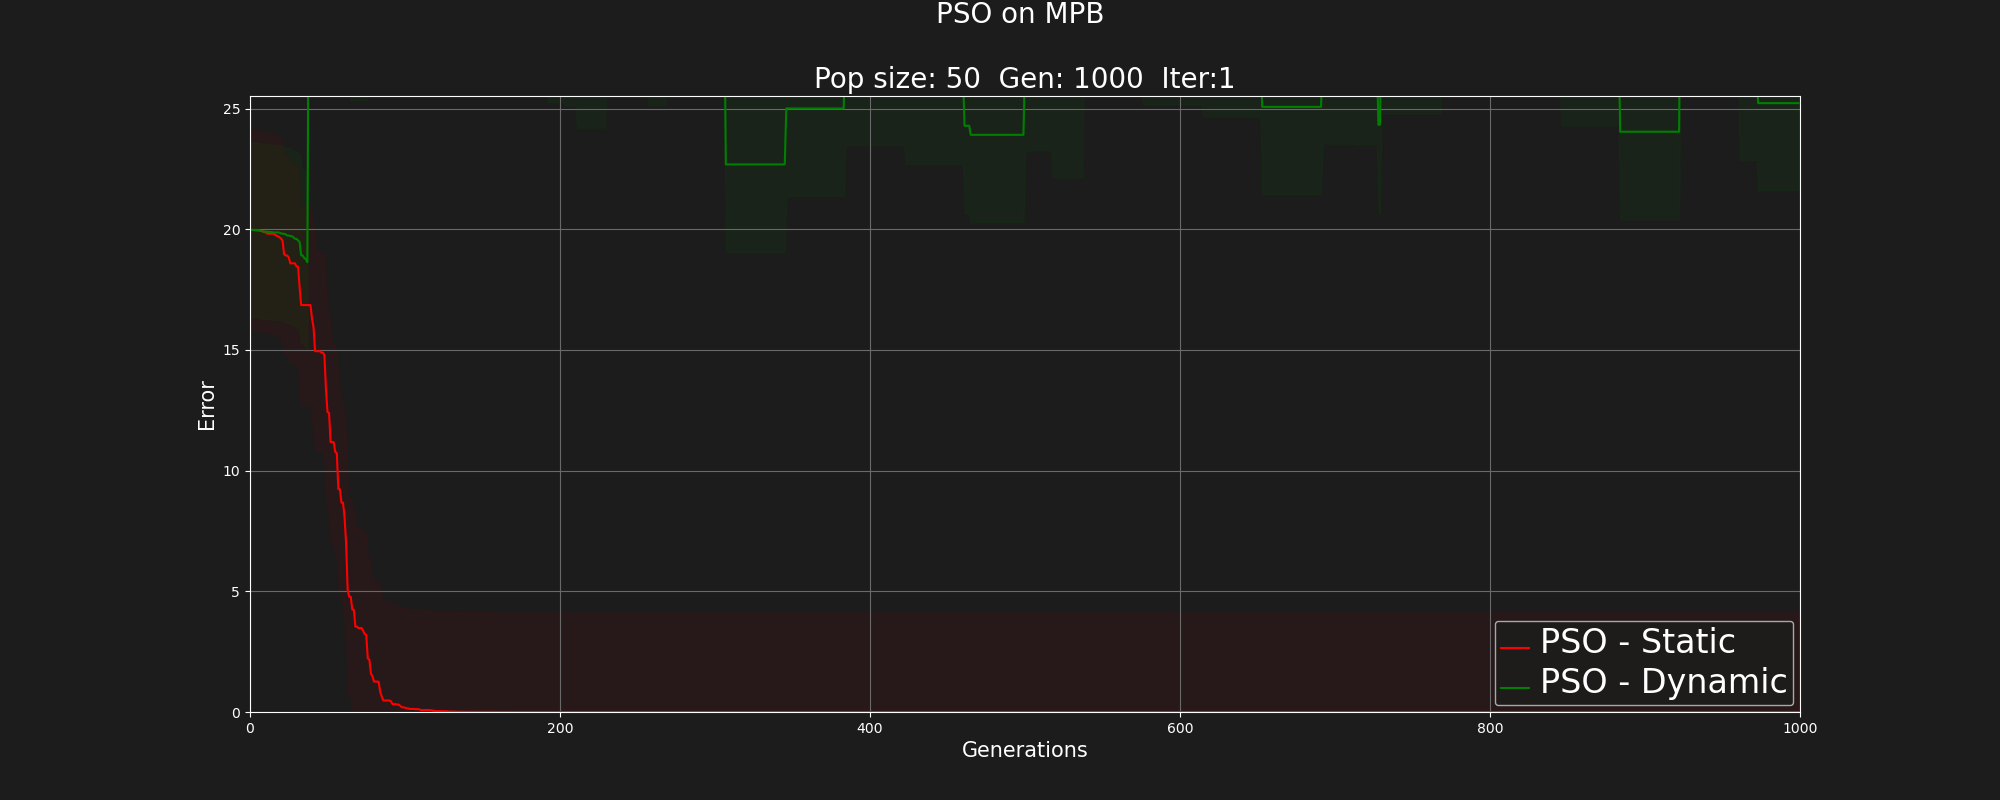 PSO on MPB
Pop size: 50  Gen: 1000  Iter:1
25
20
15
10
5
0
Error
0 200 400 600 800 1000
Generations
PSO - Static
PSO - Dynamic